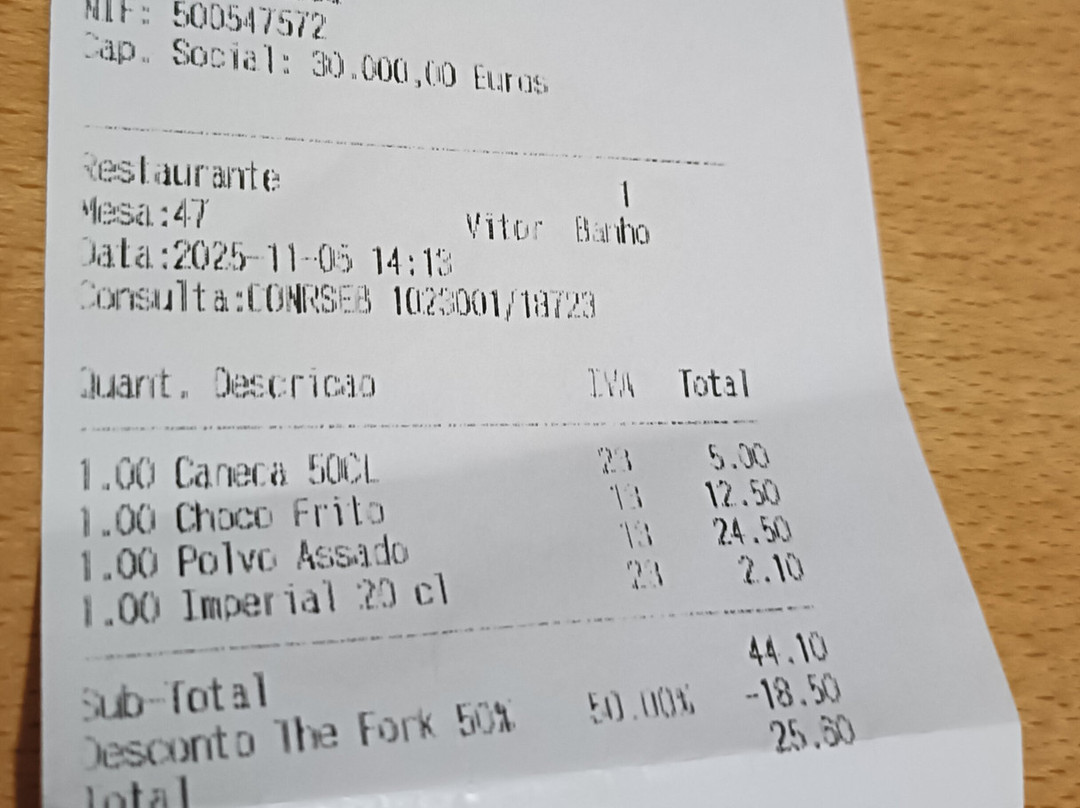 NIF: 500547572
Cap. Social: 30.000,00 Euros
Restaurante 1
Mesa:47 Vitor Banho
Data:2025-11-05 14:13
Consulta:CONRSEB 1023001/18723
Quant. Descricao IVA Total
1.00 Caneca 50CL 23 5.00
1.00 Choco Frito 13 12.50
1.00 Polvo Assado 13 24.50
1.00 Imperial 20 cl 23 2.10
Sub-Total 44.10
Desconto The Fork 50% 50.00% -18.50
Total 25.60